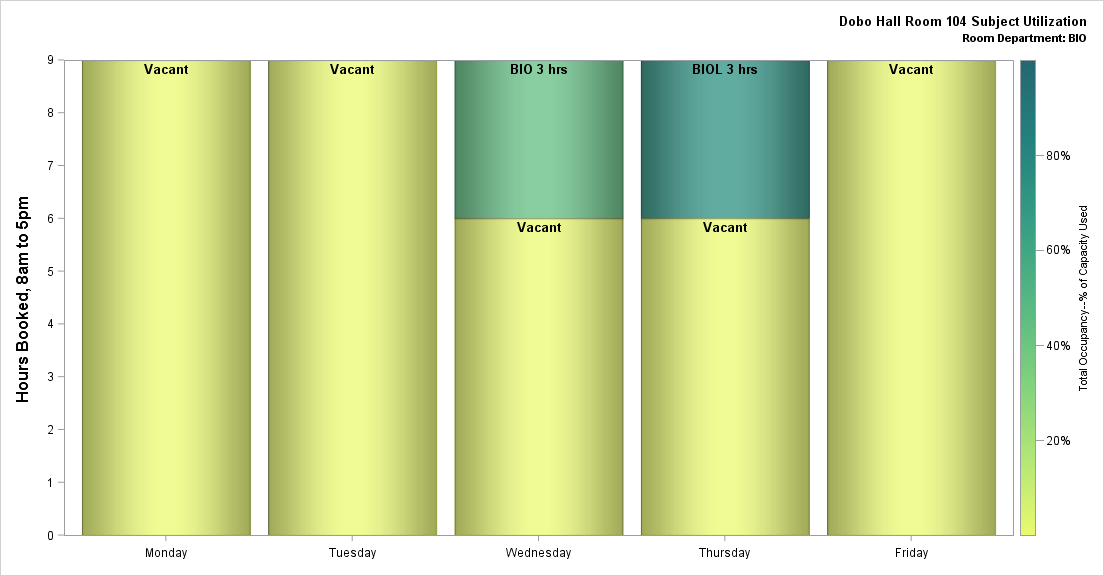 Dobo Hall Room 104 Subject Utilization
Room Department: BIO
Hours Booked, 8am to 5pm
9
8
7
6
5
4
3
2
1
0
Vacant
Vacant
BIO 3 hrs
BIOL 3 hrs
Vacant
Vacant
Vacant
Monday
Tuesday
Wednesday
Thursday
Friday
80%
60%
40%
20%
Total Occupancy--% of Capacity Used